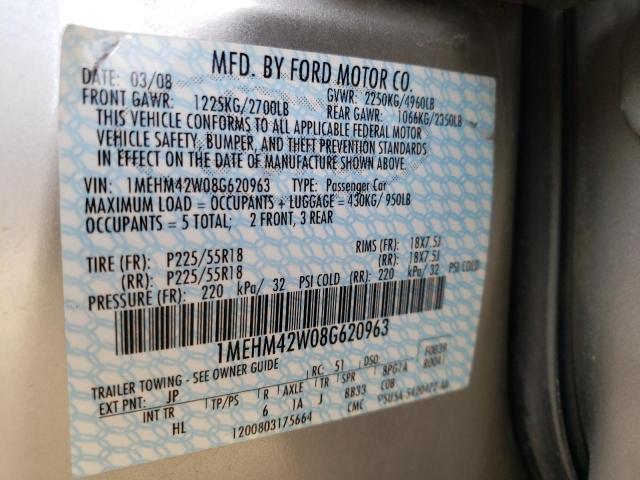 MFD. BY FORD MOTOR CO.
DATE: 03/08 GVWR: 2250KG/4960LB
FRONT GAWR: 1225KG/2700LB REAR GAWR: 1066KG/2350LB
THIS VEHICLE CONFORMS TO ALL APPLICABLE FEDERAL MOTOR
VEHICLE SAFETY, BUMPER, AND THEFT PREVENTION STANDARDS
IN EFFECT ON THE DATE OF MANUFACTURE SHOWN ABOVE.
VIN: 1MEHM42W08G620963 TYPE: Passenger Car
MAXIMUM LOAD = OCCUPANTS + LUGGAGE = 430KG/ 950LB
OCCUPANTS = 5 TOTAL; 2 FRONT, 3 REAR
TIRE (FR): P225/55R18 RIMS (FR): 18X7.5J
(RR): P225/55R18 (RR): 18X7.5J
PRESSURE (FR): 220 kPa/ 32 PSI COLD (RR): 220 kPa/ 32 PSI COLD
1MEHM42W08G620963
TRAILER TOWING - SEE OWNER GUIDE RC: 51 DSO: F0839
EXT PNT: JP R0041
INT TR TP/PS R AXLE TR SPR BPG1A
HL 6 1A J BB33 C0B
1200803175664 CMC